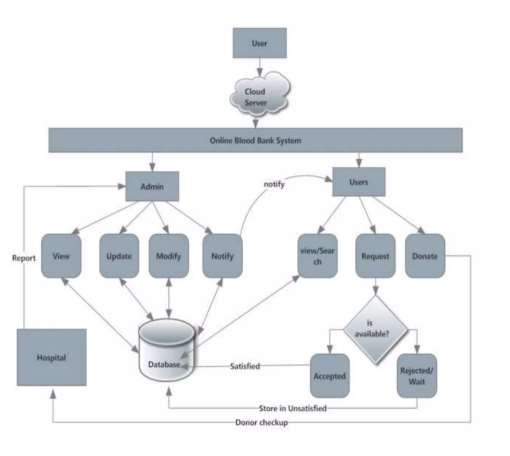 User
Cloud
Server
Online Blood Bank System
Admin
notify
Users
Report
View
Update
Modify
Notify
view/Sear
ch
Request
Donate
is
available?
Hospital
Database
Satisfied
Accepted
Rejected/
Wait
Store in Unsatisfied
Donor checkup